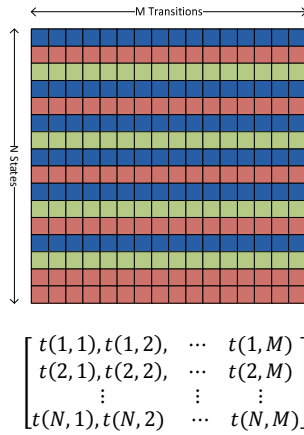 M Transitions
N States
t(1, 1), t(1, 2), ⋯ t(1, M)
t(2, 1), t(2, 2), ⋯ t(2, M)
⋮ ⋮ ⋮
t(N, 1), t(N, 2) ⋯ t(N, M)